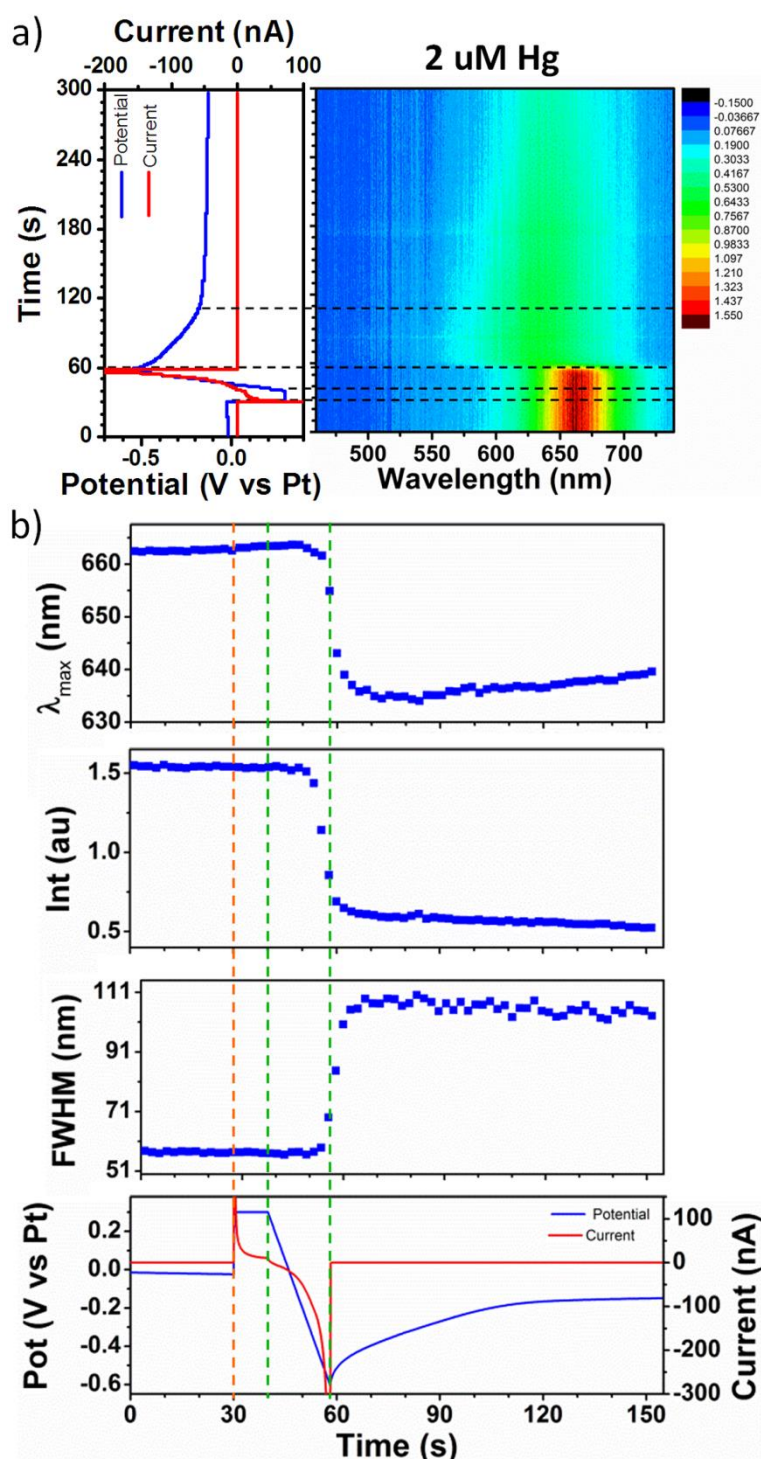 a)
Current (nA)
2 uM Hg
-200 -100 0 100
300
240
180
120
60
0
Time (s)
Potential
Current
-0.5 0.0
Potential (V vs Pt)
450 500 550 600 650 700
Wavelength (nm)
-0.1500
-0.03667
0.07667
0.1900
0.3033
0.4167
0.5300
0.6433
0.7567
0.8700
0.9833
1.097
1.210
1.323
1.437
1.550
b)
λmax (nm)
660
650
640
630
Int (au)
1.5
1.0
0.5
FWHM (nm)
111
91
71
51
Pot (V vs Pt)
0.2
0.0
-0.2
-0.4
-0.6
Potential
Current
100
0
-100
-200
-300
Current (nA)
0 30 60 90 120 150
Time (s)